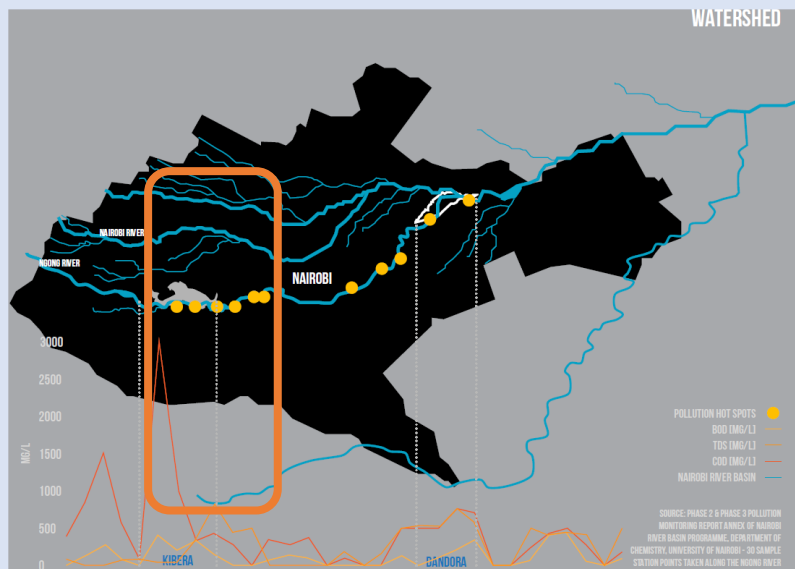 WATERSHED
NAIROBI RIVER
NGONG RIVER
NAIROBI
3000
2500
2000
1500
1000
500
0
MG/L
KIBERA
DANDORA
POLLUTION HOT SPOTS
BOD [MG/L]
TDS [MG/L]
COD [MG/L]
NAIROBI RIVER BASIN
SOURCE: PHASE 2 & PHASE 3 POLLUTION
MONITORING REPORT ANNEX OF NAIROBI
RIVER BASIN PROGRAMME, DEPARTMENT OF
CHEMISTRY, UNIVERSITY OF NAIROBI - 30 SAMPLE
STATION POINTS TAKEN ALONG THE NGONG RIVER